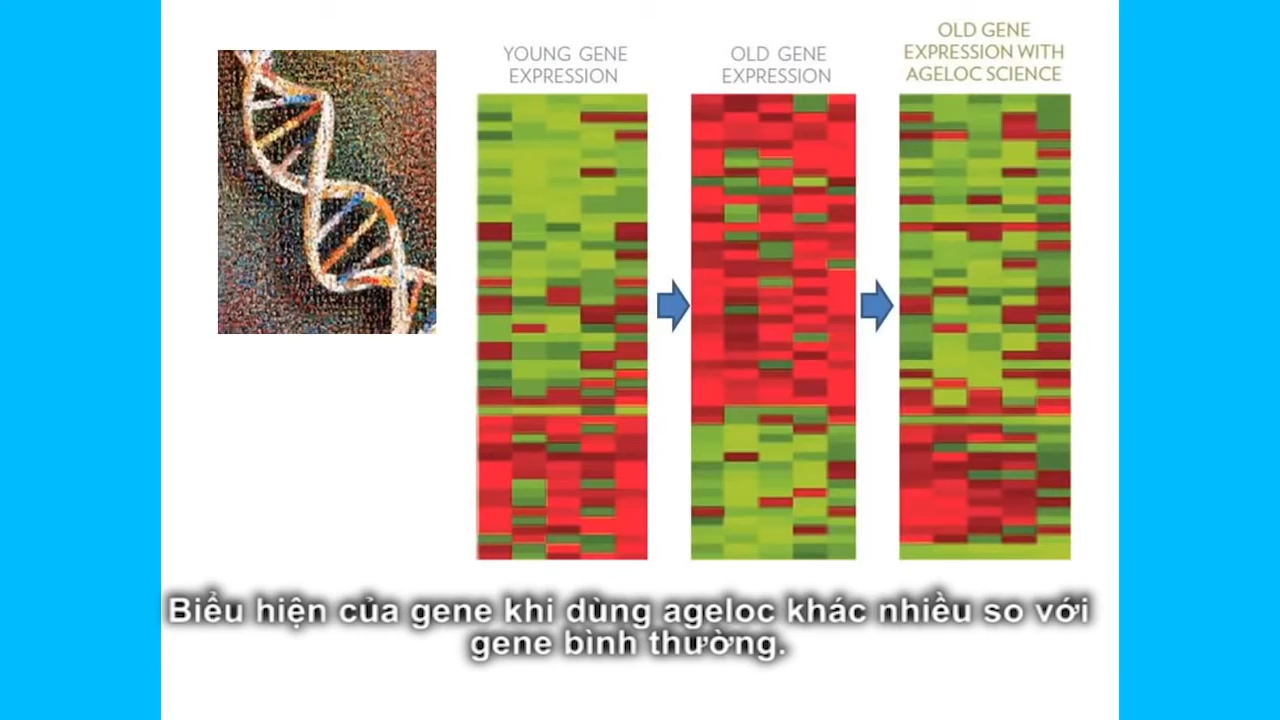 YOUNG GENE
EXPRESSION
OLD GENE
EXPRESSION
OLD GENE
EXPRESSION WITH
AGELOC SCIENCE
Biểu hiện của gene khi dùng ageloc khác nhiều so với
gene bình thường.